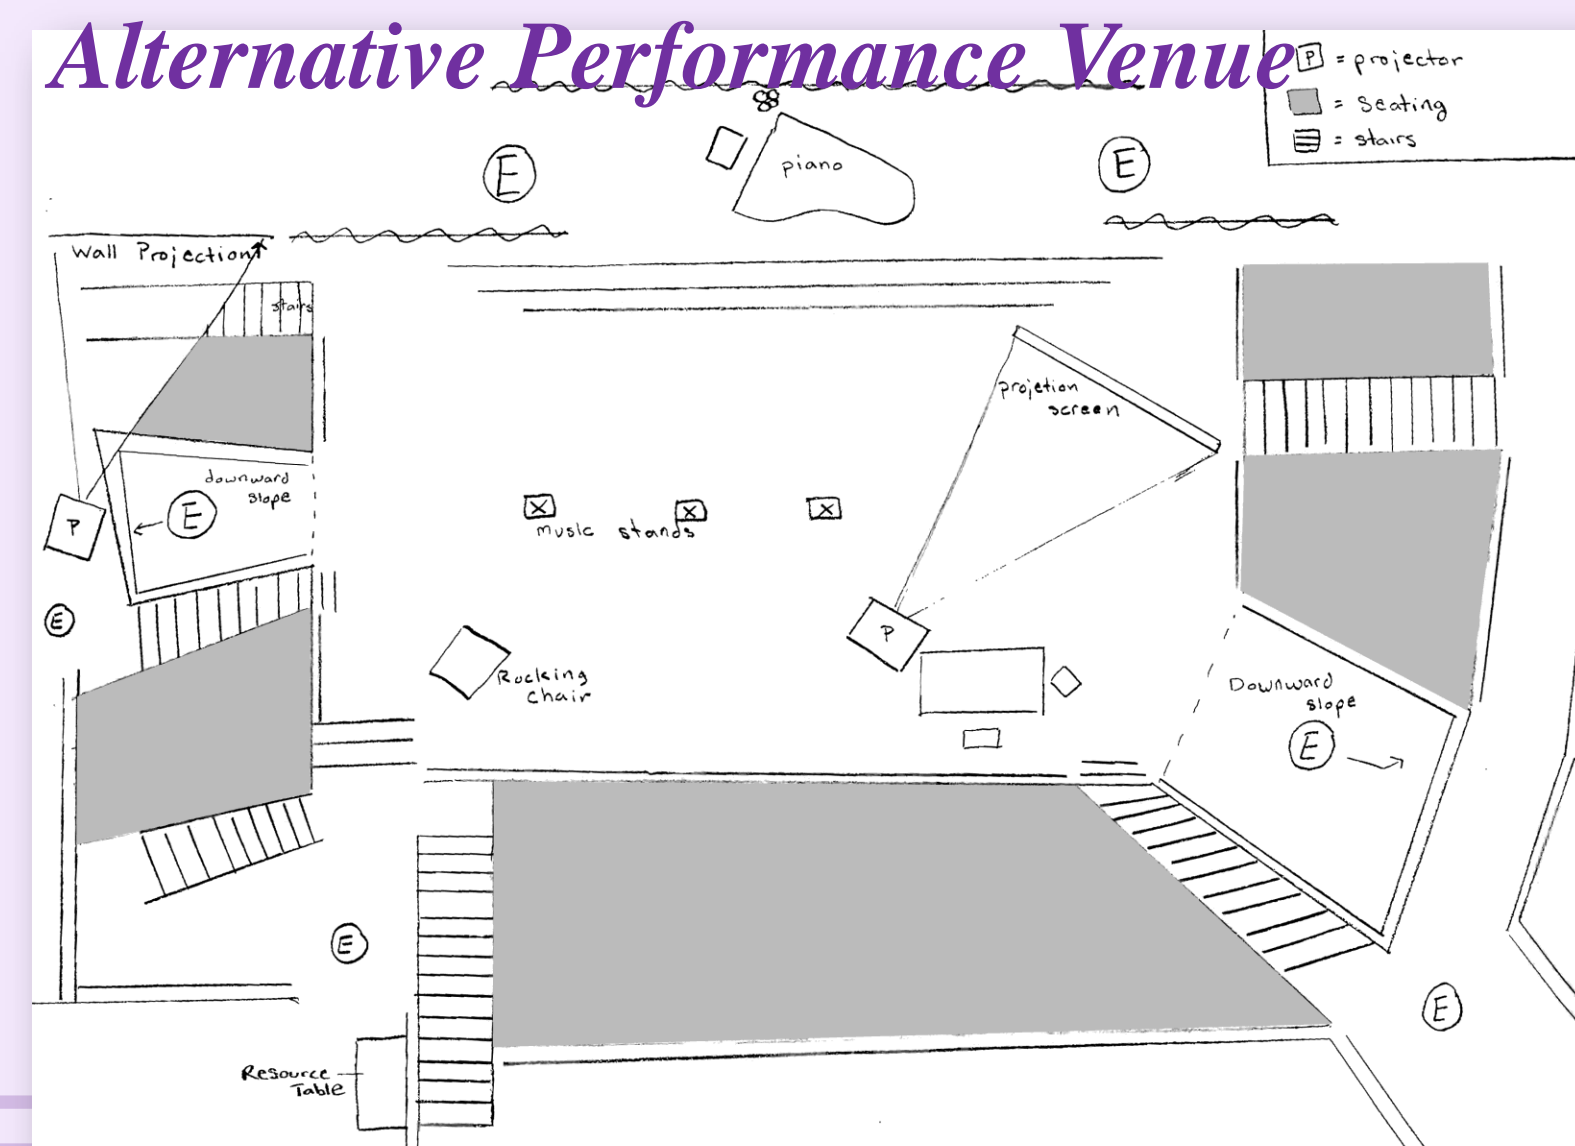 Alternative Performance Venue
P = projector
= Seating
= stairs
E
piano
E
Wall Projection
stairs
projetion
screen
downward
slope
E
P
music stands
E
P
Rocking
Chair
Downward
slope
E
E
E
Resource
Table